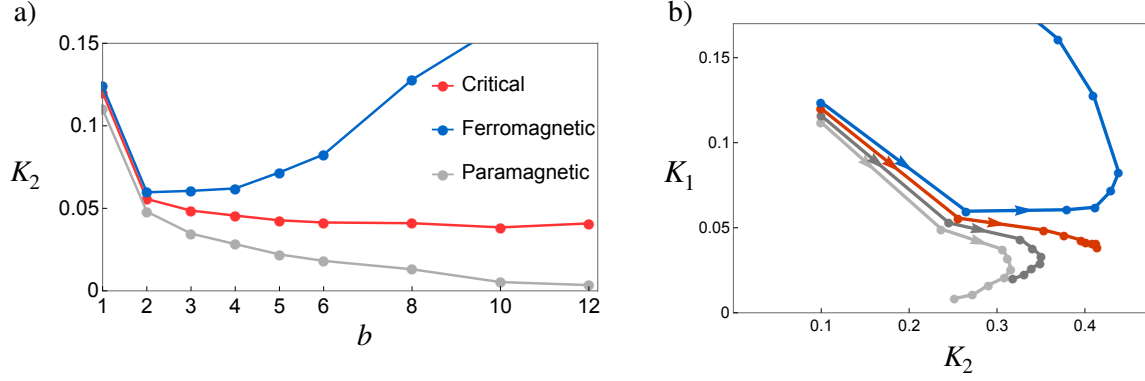 a)
0.15
0.1
0.05
0
K₂
1 2 3 4 5 6 8 10 12
b
Critical
Ferromagnetic
Paramagnetic
b)
0.15
0.1
0.05
0
K₁
0.1 0.2 0.3 0.4
K₂